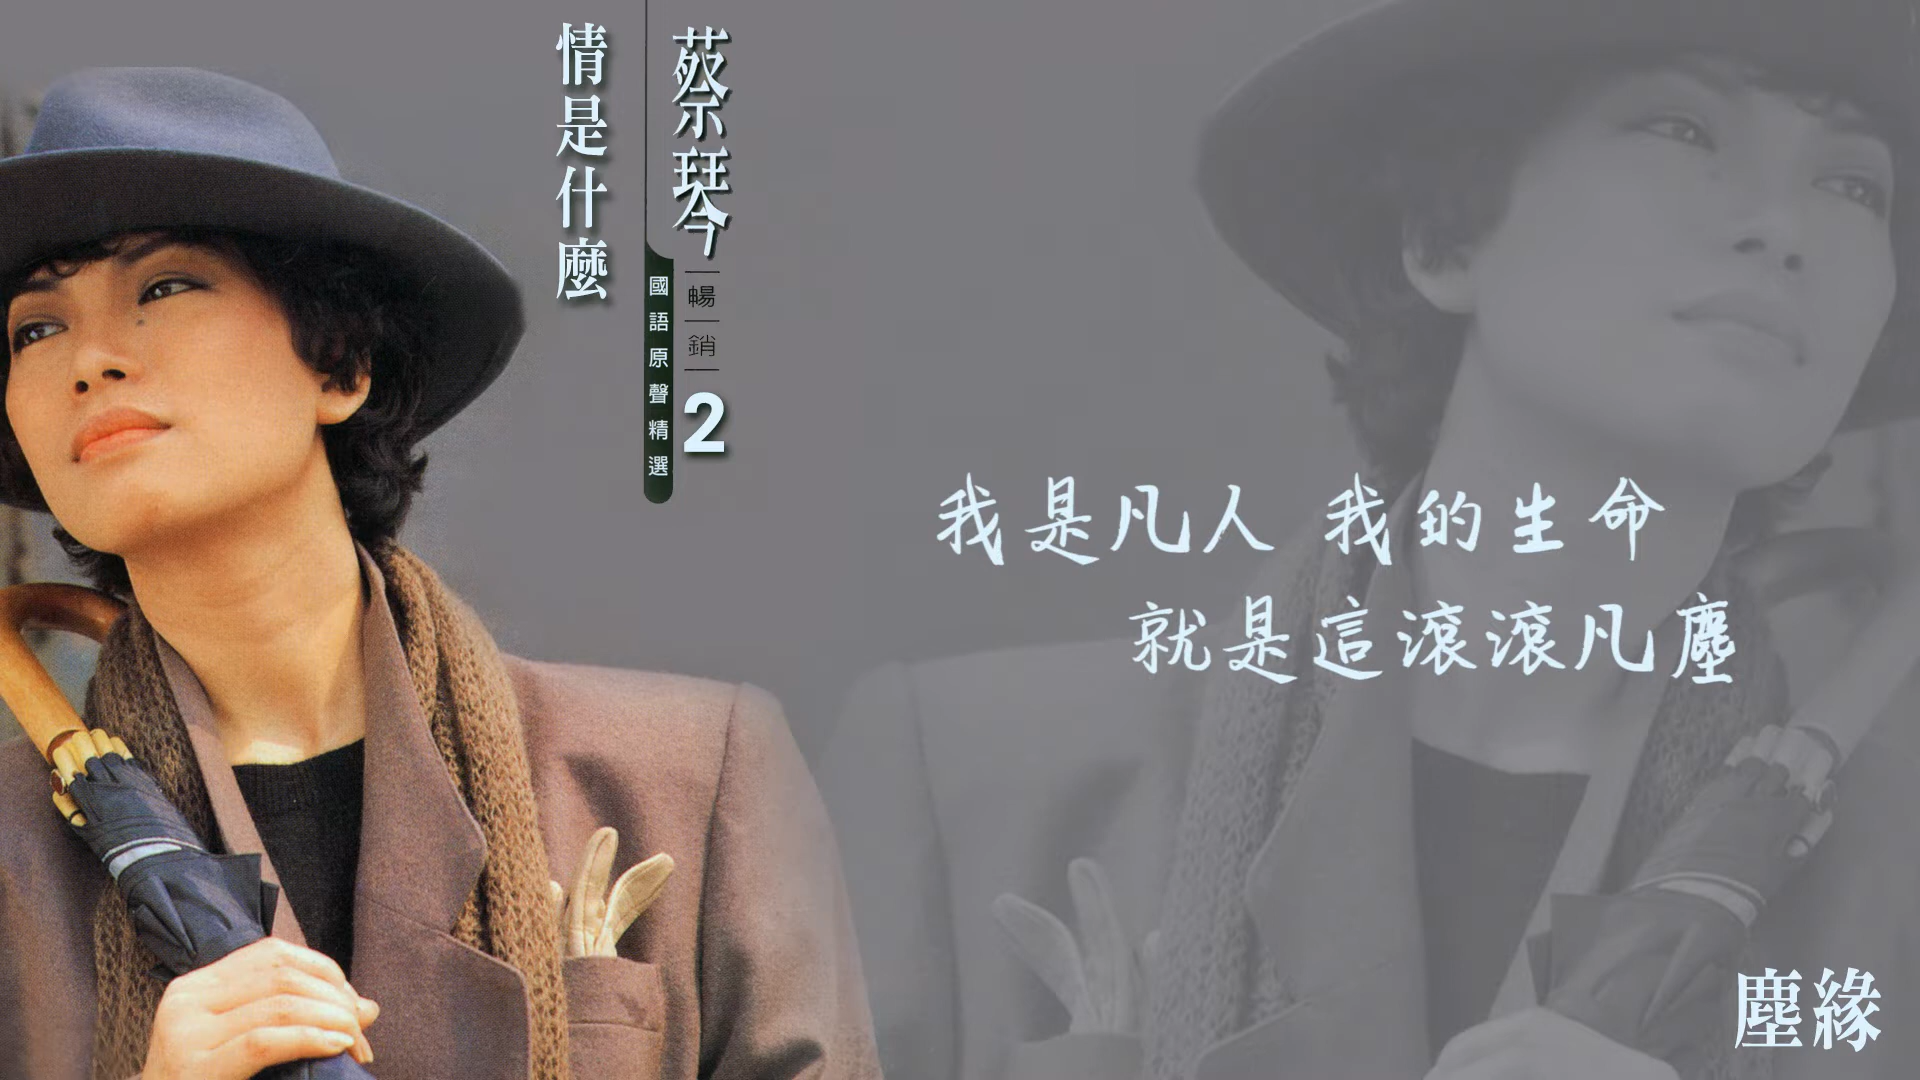 蔡琴
暢銷
2
國語原聲精選
情是什麼
我是凡人 我的生命
就是這滾滾凡塵
塵緣